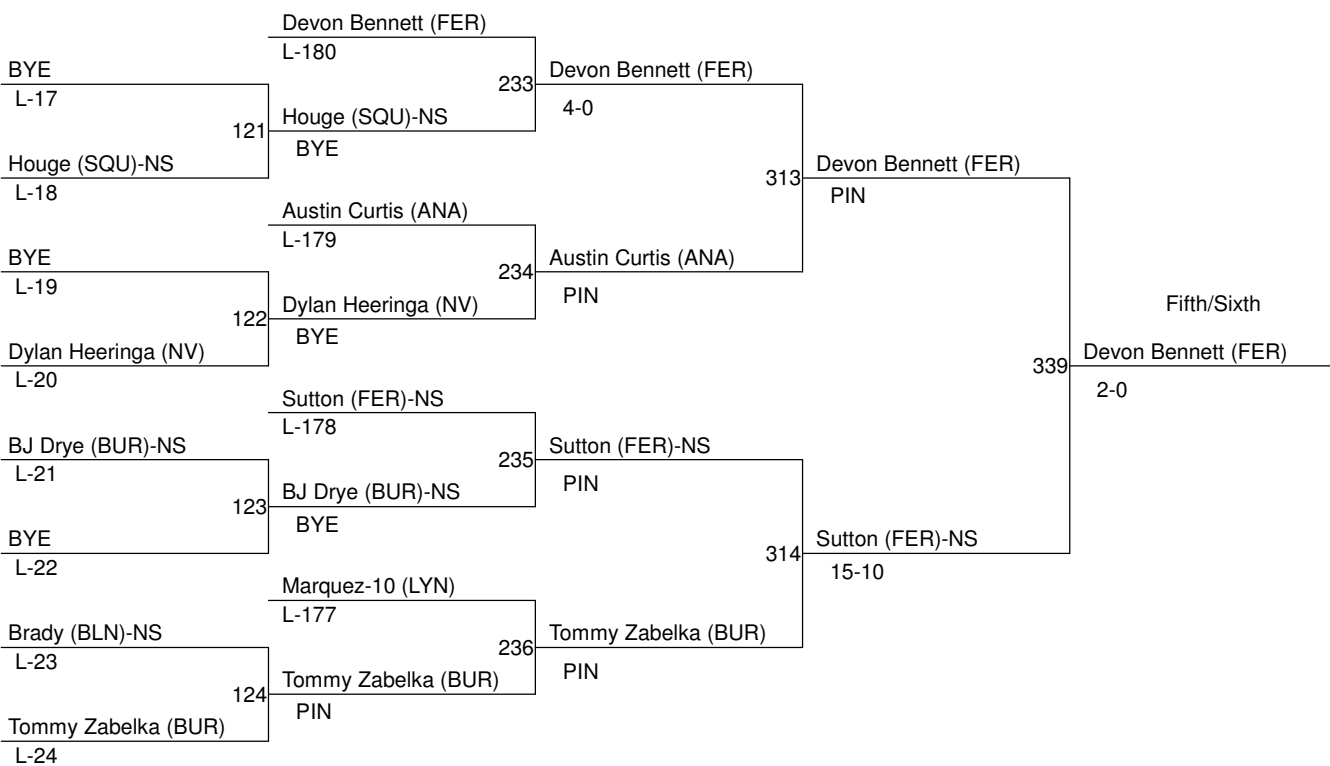 Devon Bennett (FER)
L-180
BYE
L-17
233
Devon Bennett (FER)
4-0
121
Houge (SQU)-NS
BYE
Houge (SQU)-NS
L-18
313
Devon Bennett (FER)
PIN
Austin Curtis (ANA)
L-179
BYE
L-19
234
Austin Curtis (ANA)
PIN
122
Dylan Heeringa (NV)
BYE
Fifth/Sixth
Dylan Heeringa (NV)
L-20
339
Devon Bennett (FER)
2-0
Sutton (FER)-NS
L-178
BJ Drye (BUR)-NS
L-21
235
Sutton (FER)-NS
PIN
123
BJ Drye (BUR)-NS
BYE
BYE
L-22
314
Sutton (FER)-NS
15-10
Marquez-10 (LYN)
L-177
Brady (BLN)-NS
L-23
236
Tommy Zabelka (BUR)
PIN
124
Tommy Zabelka (BUR)
PIN
Tommy Zabelka (BUR)
L-24